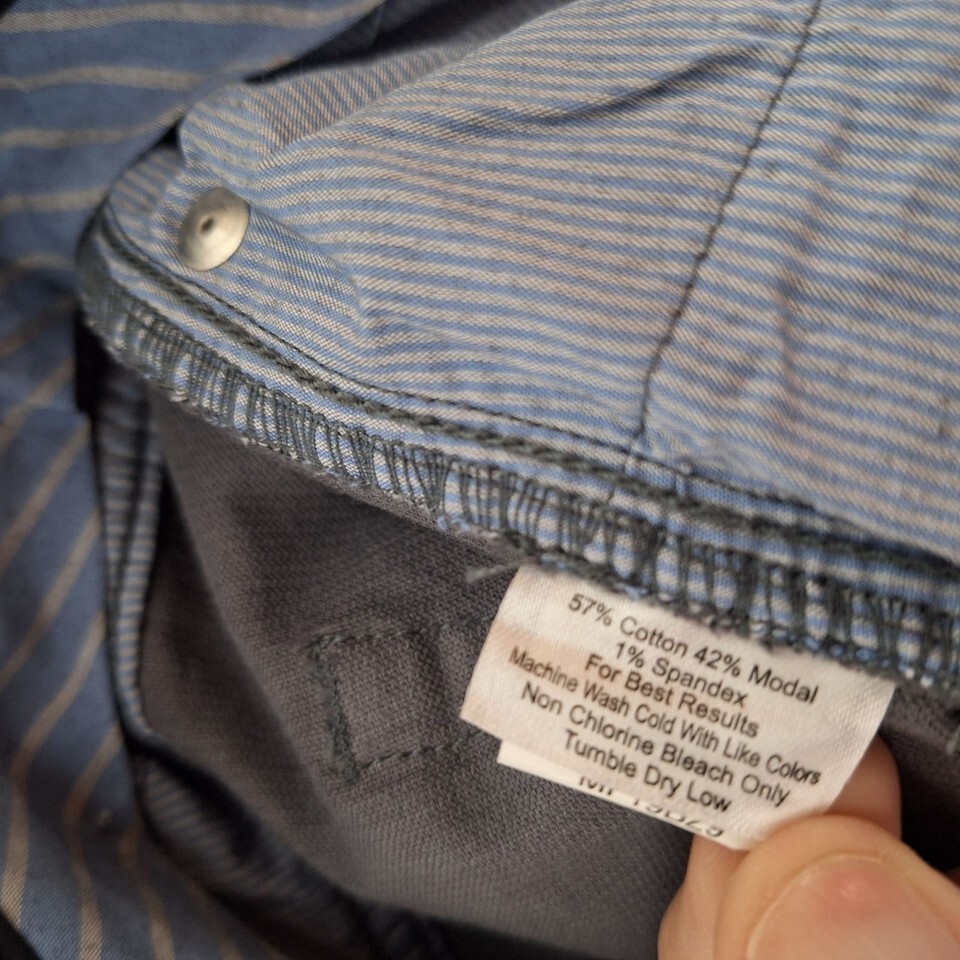 57% Cotton 42% Modal
1% Spandex
For Best Results
Machine Wash Cold With Like Colors
Non Chlorine Bleach Only
Tumble Dry Low